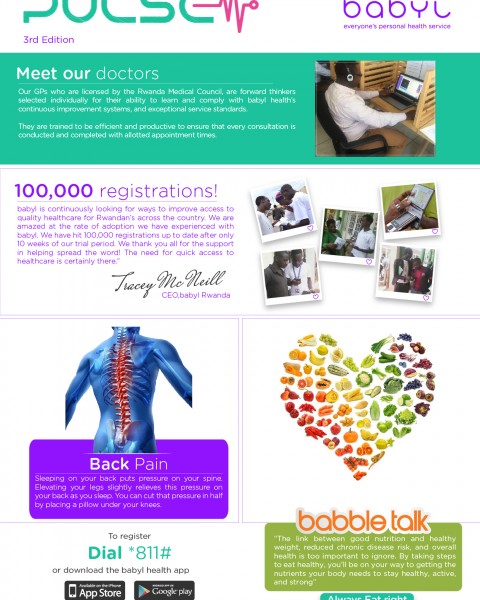 PULSE
babyl
everyone's personal health service
3rd Edition
Meet our doctors
Our GPs who are licensed by the Rwanda Medical Council, are forward thinkers
selected individually for their ability to learn and comply with babyl health's
continuous improvement systems, and exceptional service standards.
They are trained to be efficient and productive to ensure that every consultation is
conducted and completed with allotted appointment times.
100,000 registrations!
babyl is continuously looking for ways to improve access to
quality healthcare for Rwandan's across the country. We are
amazed at the rate of adoption we have experienced with
babyl. We have hit 100,000 registrations up to date after only
10 weeks of our trial period. We thank you all for the support
in helping spread the word! The need for quick access to
healthcare is certainly there."
Tracey McNeill
CEO,babyl Rwanda
Back Pain
Sleeping on your back puts pressure on your spine.
Elevating your legs slightly relieves this pressure on
your back as you sleep. You can cut that pressure in half
by placing a pillow under your knees.
To register
Dial *811#
or download the babyl health app
Available on the iPhone
App Store
ANDROID APP ON
Google play
babble talk
"The link between good nutrition and healthy
weight, reduced chronic disease risk, and overall
health is too important to ignore. By taking steps
to eat healthy, you'll be on your way to getting the
nutrients your body needs to stay healthy, active,
and strong"
Always Eat right